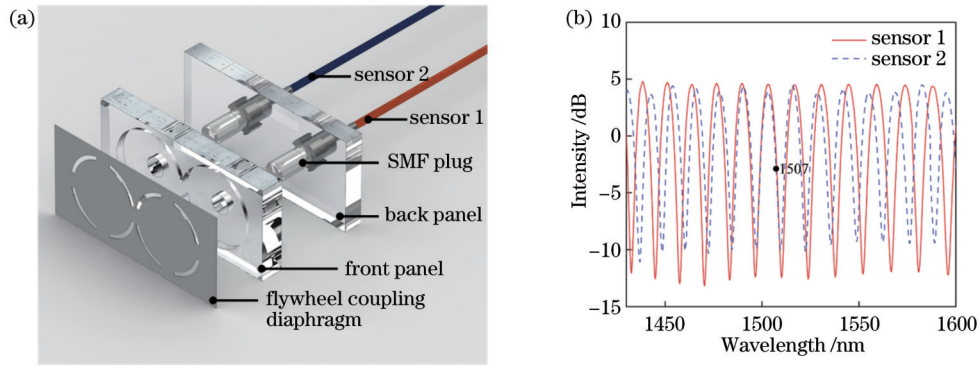 (a)
sensor 2
sensor 1
SMF plug
back panel
front panel
flywheel coupling
diaphragm
(b)
sensor 1
sensor 2
Intensity /dB
10
5
0
−5
−10
−15
1507
1450
1500
1550
1600
Wavelength /nm